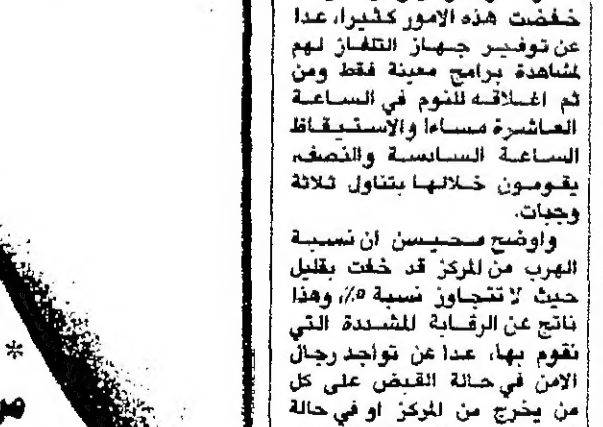 خفضت هذه الامور كثيرا، عدا
عن توفير جهاز التلفاز لهم
لمشاهدة برامج معينة فقط ومن
ثم اغلاقه للنوم في الساعة
العاشرة مساءا والاستيقاظ
الساعة السادسة والنصف،
يقومون خلالها بتناول ثلاثة
وجبات.
واوضح محيسن ان نسبة
الهرب من المركز قد خفت بقليل
حيث لا تتجاوز نسبة ٥٪، وهذا
ناتج عن الرقابة المشددة التي
نقوم بها، عدا عن تواجد رجال
الامن في حالة القبض على كل
من يخرج من المركز او في حالة
*